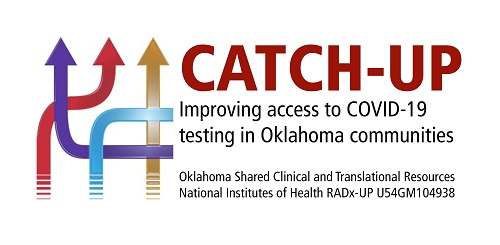 CATCH-UP
Improving access to COVID-19
testing in Oklahoma communities
Oklahoma Shared Clinical and Translational Resources
National Institutes of Health RADx-UP U54GM104938